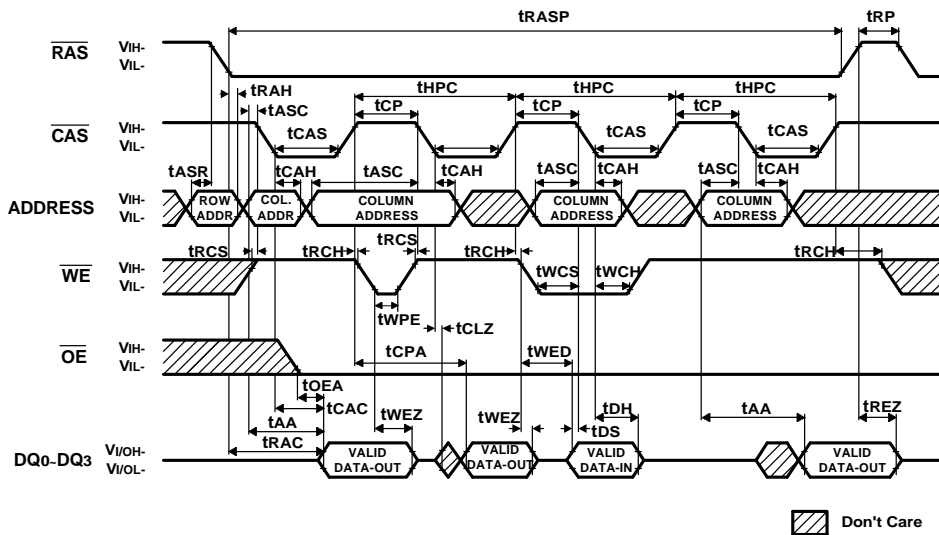 tRASP
tRP
RAS
VIH-
VIL-
tRAH
tASC
tHPC
tHPC
tHPC
tCP
tCP
tCP
CAS
VIH-
VIL-
tCAS
tCAS
tCAS
tASR
tCAH
tASC
tCAH
tASC
tCAH
tASC
tCAH
ADDRESS
VIH-
VIL-
ROW ADDR
COL. ADDR
COLUMN ADDRESS
COLUMN ADDRESS
COLUMN ADDRESS
tRCS
tRCH
tRCS
tRCH
tRCH
WE
VIH-
VIL-
tWCS
tWCH
tWPE
tCLZ
OE
VIH-
VIL-
tCPA
tWED
tOEA
tCAC
tAA
tRAC
tWEZ
tWEZ
tDH
tDS
tAA
tREZ
DQ0~DQ3
VI/OH-
VI/OL-
VALID DATA-OUT
VALID DATA-OUT
VALID DATA-IN
VALID DATA-OUT
Don't Care